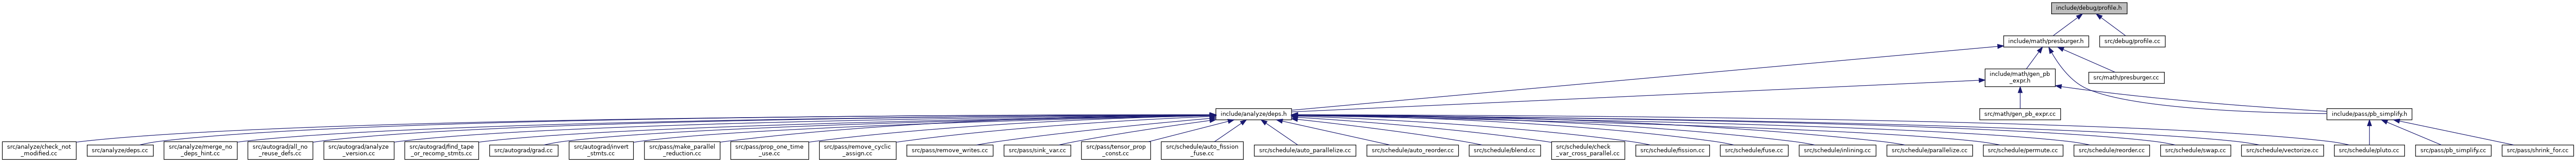 include/debug/profile.h
include/math/presburger.h
src/debug/profile.cc
include/math/gen_pb
_expr.h
src/math/presburger.cc
include/analyze/deps.h
src/math/gen_pb_expr.cc
include/pass/pb_simplify.h
src/analyze/check_not
_modified.cc
src/analyze/deps.cc
src/analyze/merge_no
_deps_hint.cc
src/autograd/all_no
_reuse_defs.cc
src/autograd/analyze
_version.cc
src/autograd/find_tape
_or_recomp_stmts.cc
src/autograd/grad.cc
src/autograd/invert
_stmts.cc
src/pass/make_parallel
_reduction.cc
src/pass/prop_one_time
_use.cc
src/pass/remove_cyclic
_assign.cc
src/pass/remove_writes.cc
src/pass/sink_var.cc
src/pass/tensor_prop
_const.cc
src/schedule/auto_fission
_fuse.cc
src/schedule/auto_parallelize.cc
src/schedule/auto_reorder.cc
src/schedule/blend.cc
src/schedule/check
_var_cross_parallel.cc
src/schedule/fission.cc
src/schedule/fuse.cc
src/schedule/inlining.cc
src/schedule/parallelize.cc
src/schedule/permute.cc
src/schedule/reorder.cc
src/schedule/swap.cc
src/schedule/vectorize.cc
src/schedule/pluto.cc
src/pass/pb_simplify.cc
src/pass/shrink_for.cc